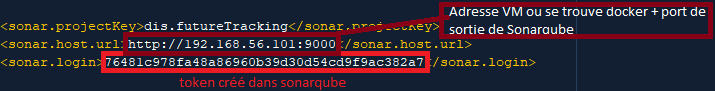 Adresse VM ou se trouve docker + port de
sortie de Sonarqube
<sonar.projectKey>dis.futureTracking</sonar.projectKey>
<sonar.host.url>http://192.168.56.101:9000</sonar.host.url>
<sonar.login>76481c978fa48a86960b39d30d54cd9f9ac382a7</sonar.login>
token créé dans sonarqube